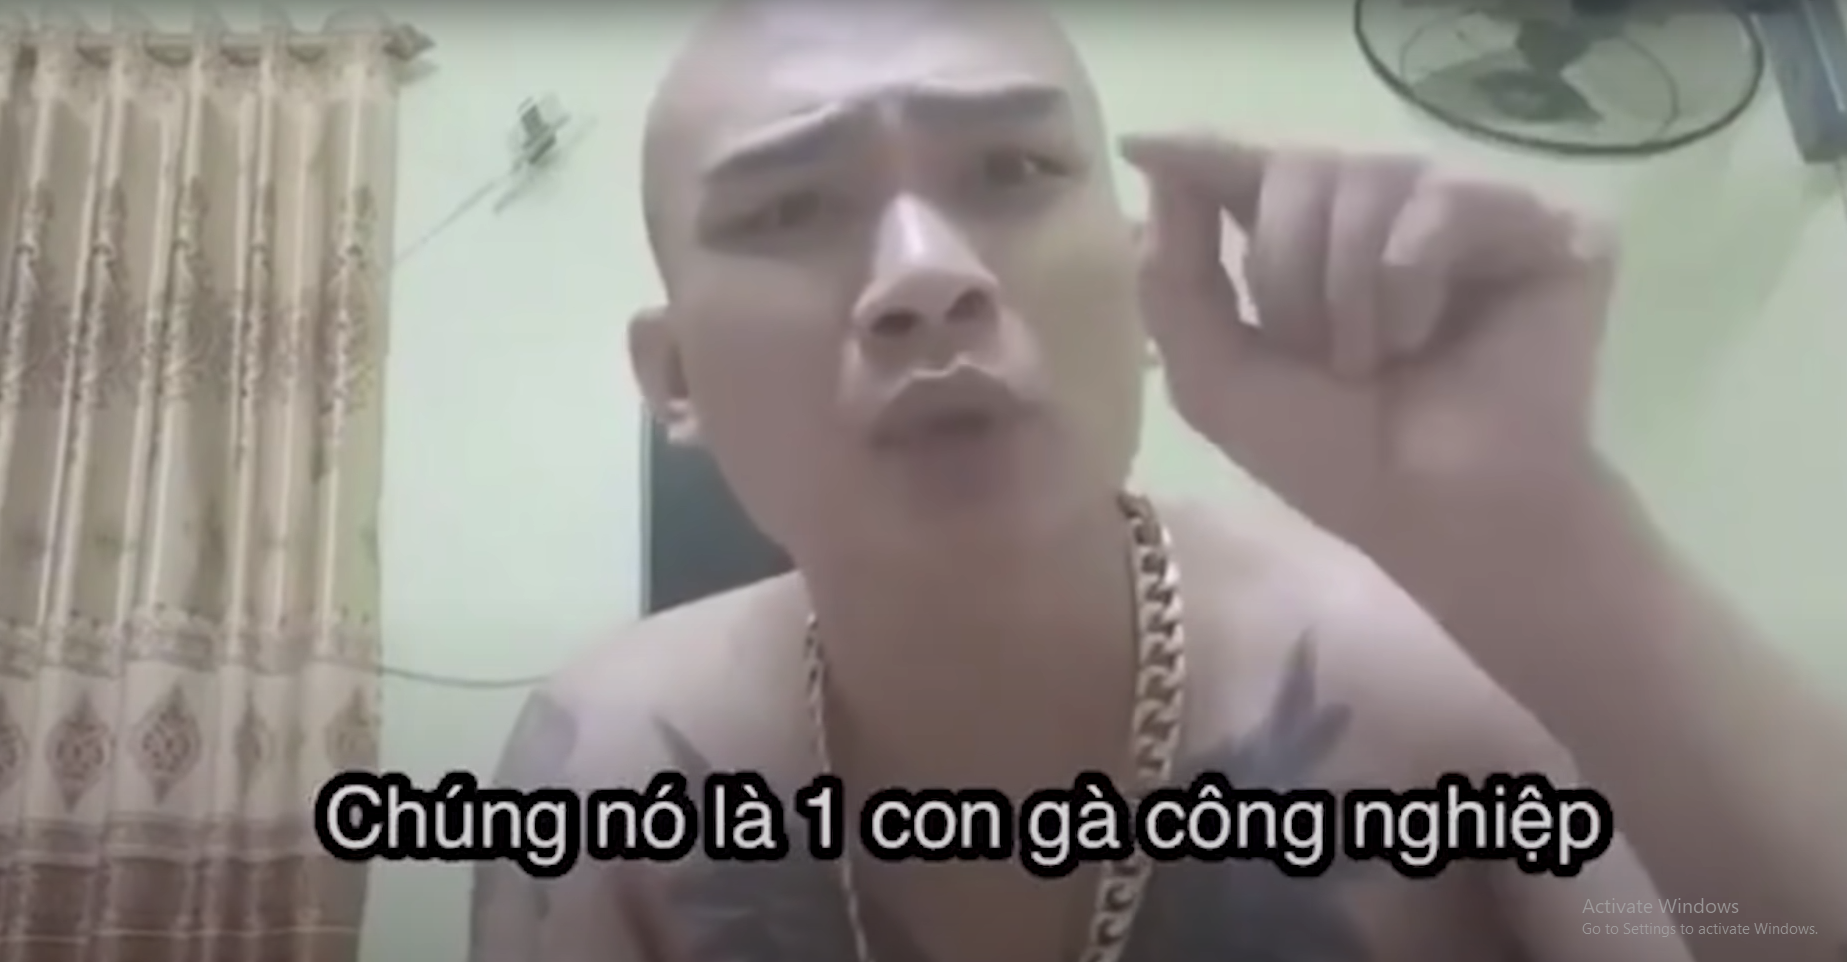 Chúng nó là 1 con gà công nghiệp
Activate Windows
Go to Settings to activate Windows.